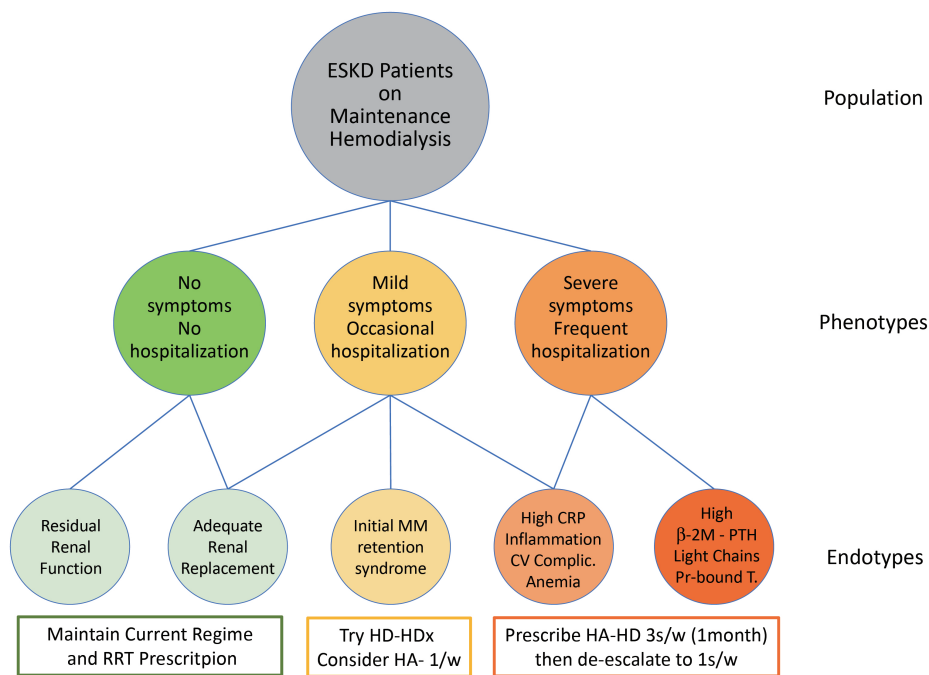 ESKD Patients
on
Maintenance
Hemodialysis
Population
No
symptoms
No
hospitalization
Mild
symptoms
Occasional
hospitalization
Severe
symptoms
Frequent
hospitalization
Phenotypes
Residual
Renal
Function
Adequate
Renal
Replacement
Initial MM
retention
syndrome
High CRP
Inflammation
CV Complic.
Anemia
High
β-2M - PTH
Light Chains
Pr-bound T.
Endotypes
Maintain Current Regime
and RRT Prescritpion
Try HD-HDx
Consider HA- 1/w
Prescribe HA-HD 3s/w (1month)
then de-escalate to 1s/w